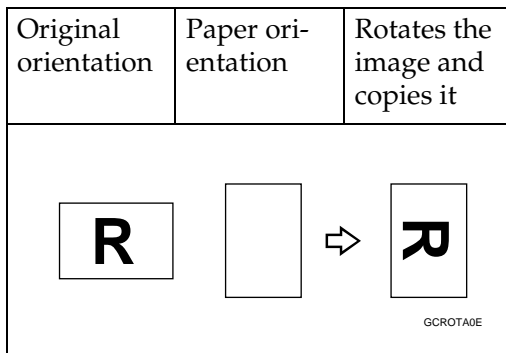 Original
orientation
Paper ori-
entation
Rotates the
image and
copies it
R
R
GCROTA0E